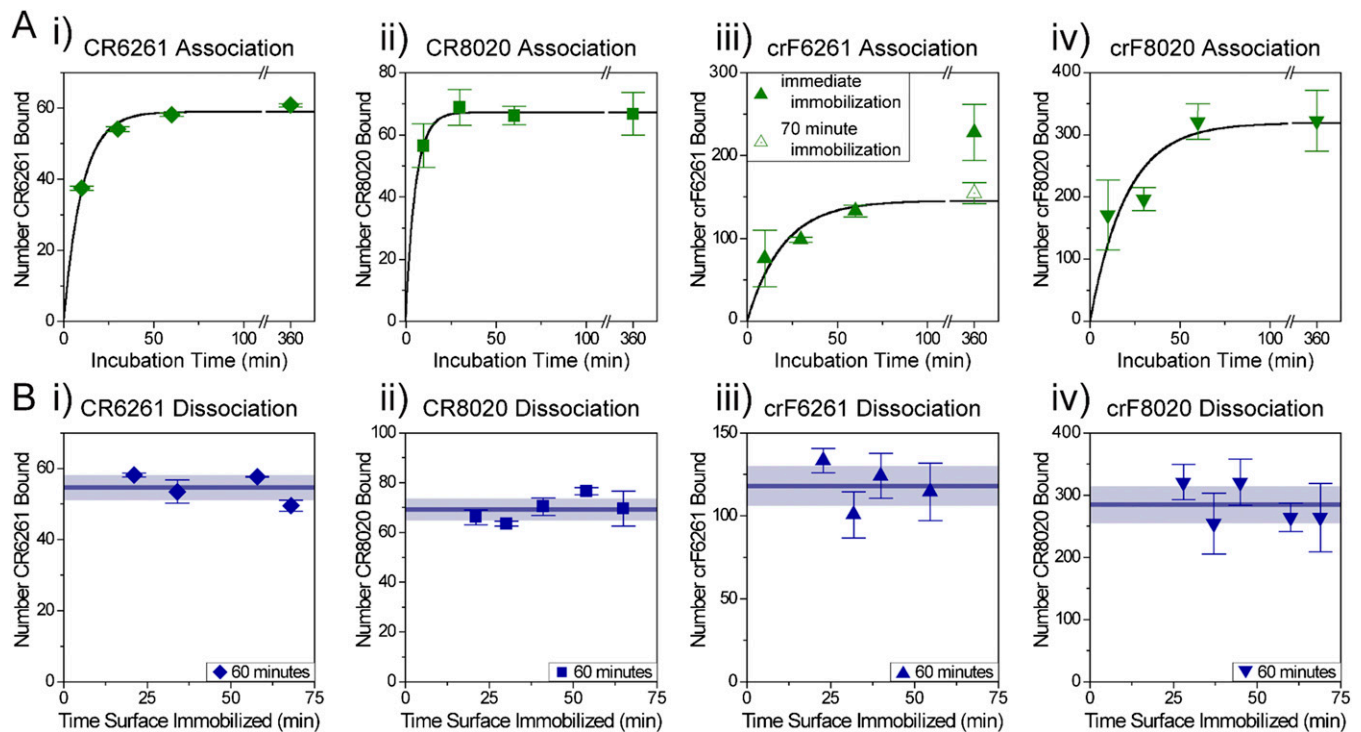 A
i)
CR6261 Association
Number CR6261 Bound
60
40
20
0
0
50
100
360
Incubation Time (min)
ii)
CR8020 Association
Number CR8020 Bound
80
60
40
20
0
0
50
100
360
Incubation Time (min)
iii)
crF6261 Association
Number crF6261 Bound
immediate
immobilization
70 minute
immobilization
300
200
100
0
0
50
100
360
Incubation Time (min)
iv)
crF8020 Association
Number crF8020 Bound
400
300
200
100
0
0
50
100
360
Incubation Time (min)
B
i)
CR6261 Dissociation
Number CR6261 Bound
60
40
20
0
60 minutes
0
25
50
75
Time Surface Immobilized (min)
ii)
CR8020 Dissociation
Number CR8020 Bound
100
80
60
40
20
0
60 minutes
0
25
50
75
Time Surface Immobilized (min)
iii)
crF6261 Dissociation
Number crF6261 Bound
150
100
50
0
60 minutes
0
25
50
75
Time Surface Immobilized (min)
iv)
crF8020 Dissociation
Number CR8020 Bound
400
300
200
100
0
60 minutes
0
25
50
75
Time Surface Immobilized (min)